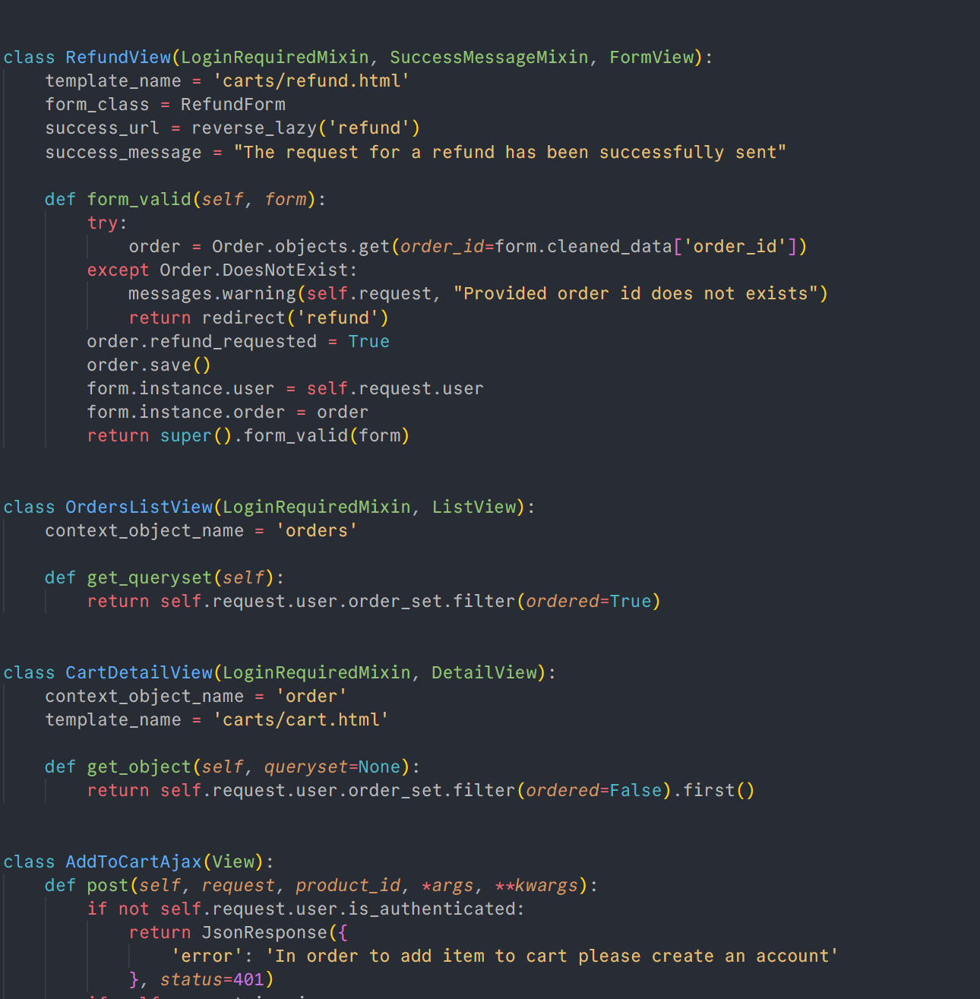 class RefundView(LoginRequiredMixin, SuccessMessageMixin, FormView):
    template_name = 'carts/refund.html'
    form_class = RefundForm
    success_url = reverse_lazy('refund')
    success_message = "The request for a refund has been successfully sent"
    def form_valid(self, form):
        try:
            order = Order.objects.get(order_id=form.cleaned_data['order_id'])
        except Order.DoesNotExist:
            messages.warning(self.request, "Provided order id does not exists")
            return redirect('refund')
        order.refund_requested = True
        order.save()
        form.instance.user = self.request.user
        form.instance.order = order
        return super().form_valid(form)
class OrdersListView(LoginRequiredMixin, ListView):
    context_object_name = 'orders'
    def get_queryset(self):
        return self.request.user.order_set.filter(ordered=True)
class CartDetailView(LoginRequiredMixin, DetailView):
    context_object_name = 'order'
    template_name = 'carts/cart.html'
    def get_object(self, queryset=None):
        return self.request.user.order_set.filter(ordered=False).first()
class AddToCartAjax(View):
    def post(self, request, product_id, *args, **kwargs):
        if not self.request.user.is_authenticated:
            return JsonResponse({
                'error': 'In order to add item to cart please create an account'
            }, status=401)